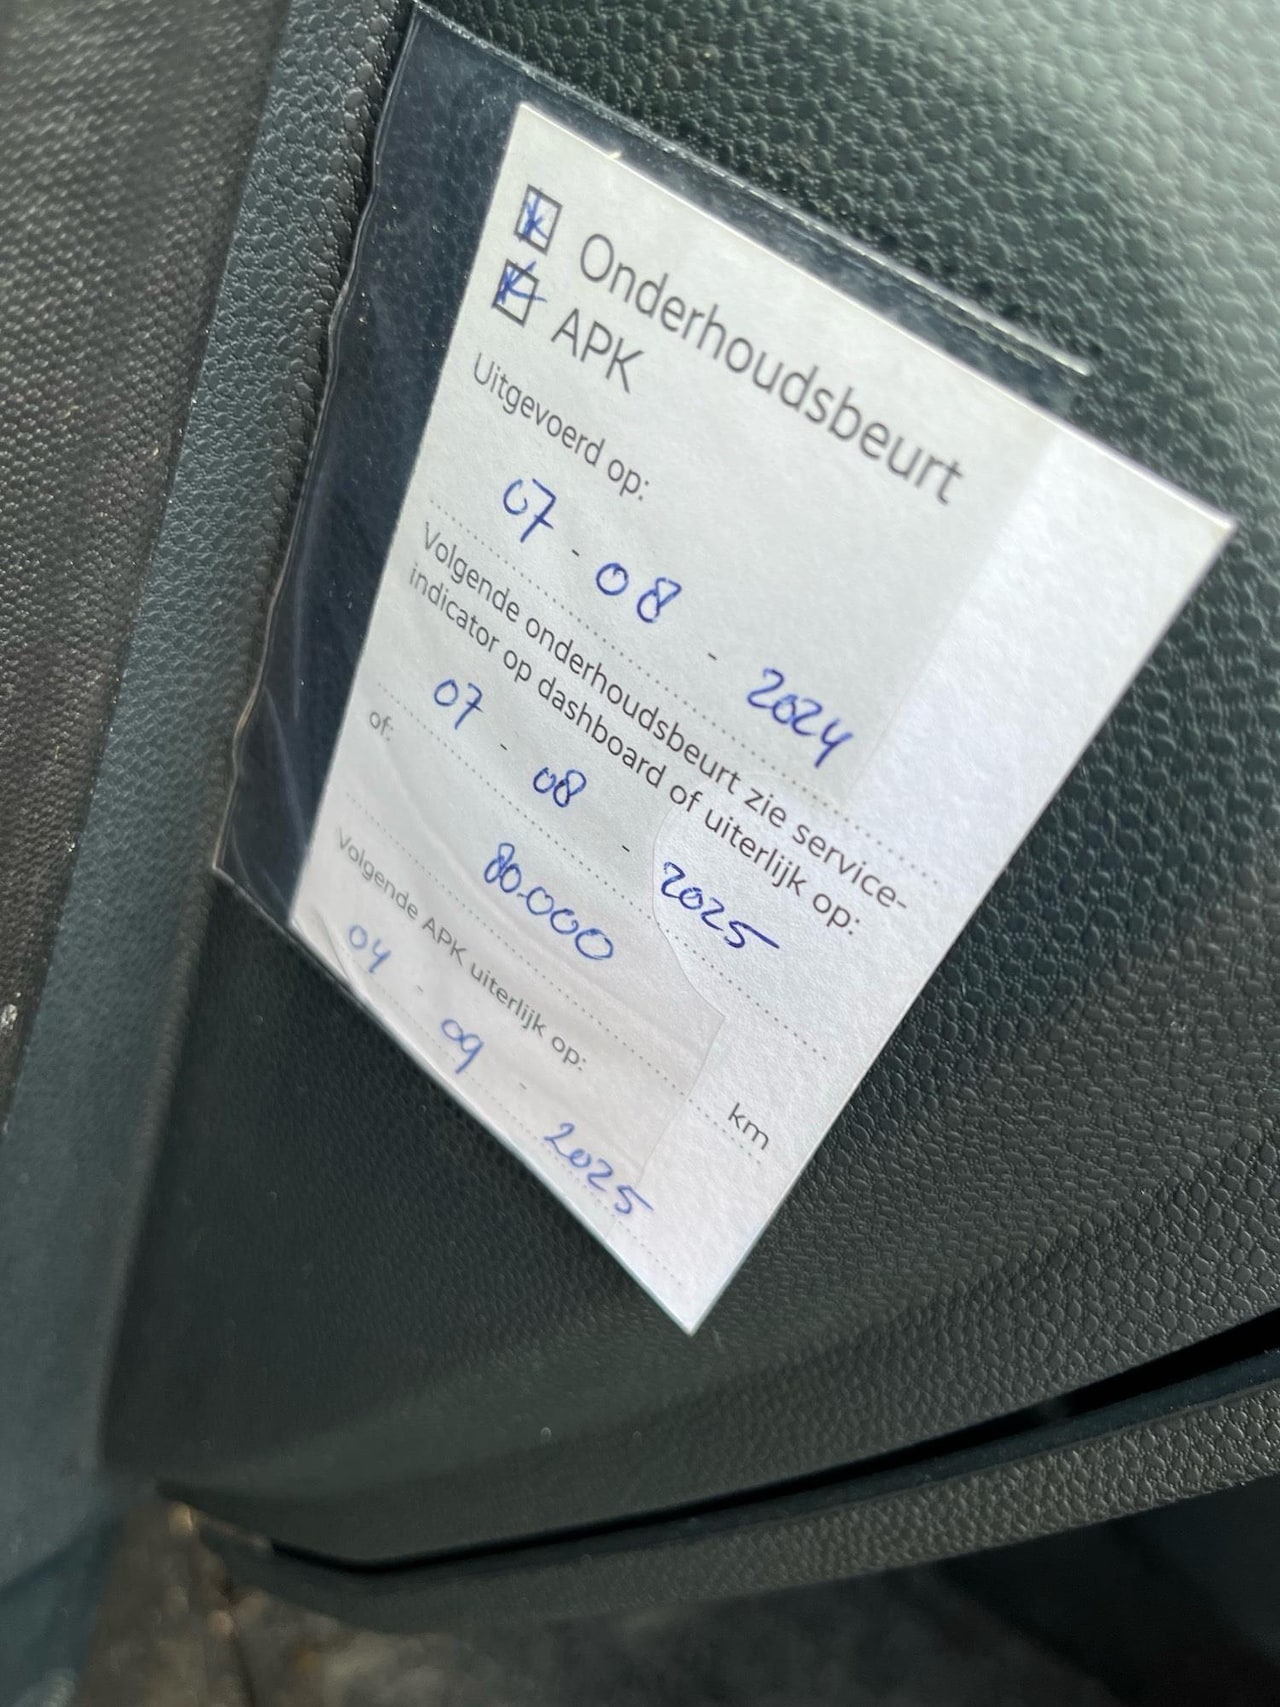 Onderhoudsbeurt
APK
Uitgevoerd op:
07 - 08 - 2024
Volgende onderhoudsbeurt zie service-
indicator op dashboard of uiterlijk op:
07 - 08 - 2025
of:
80.000 km
Volgende APK uiterlijk op:
04 - 09 - 2025